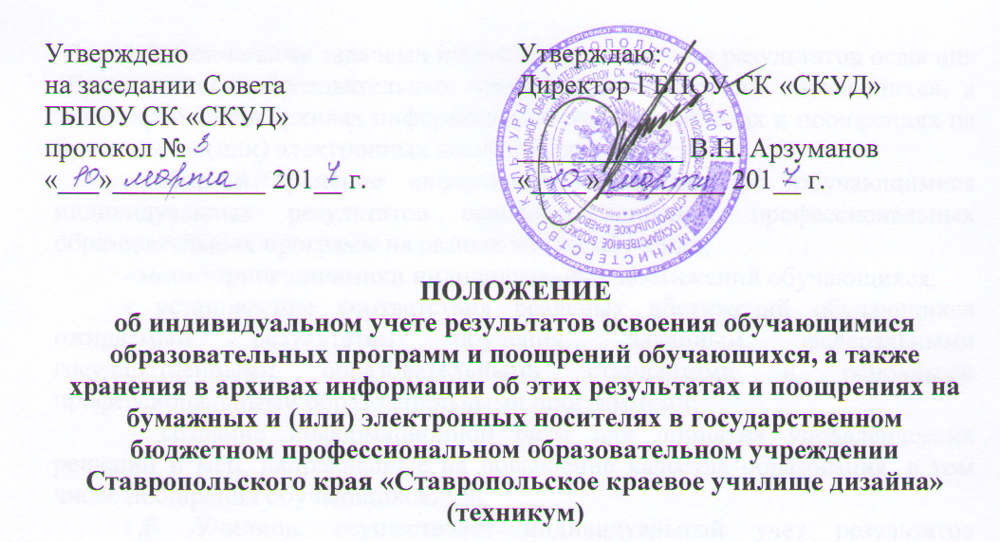 Утверждено
на заседании Совета
ГБПОУ СК «СКУД»
протокол № 3
« 10 » марта 2017 г.
Утверждаю:
Директор ГБПОУ СК «СКУД»
В.Н. Арзуманов
« 10 » марта 2017 г.
ПОЛОЖЕНИЕ
об индивидуальном учете результатов освоения обучающимися
образовательных программ и поощрений обучающихся, а также
хранения в архивах информации об этих результатах и поощрениях на
бумажных и (или) электронных носителях в государственном
бюджетном профессиональном образовательном учреждении
Ставропольского края «Ставропольское краевое училище дизайна»
(техникум)